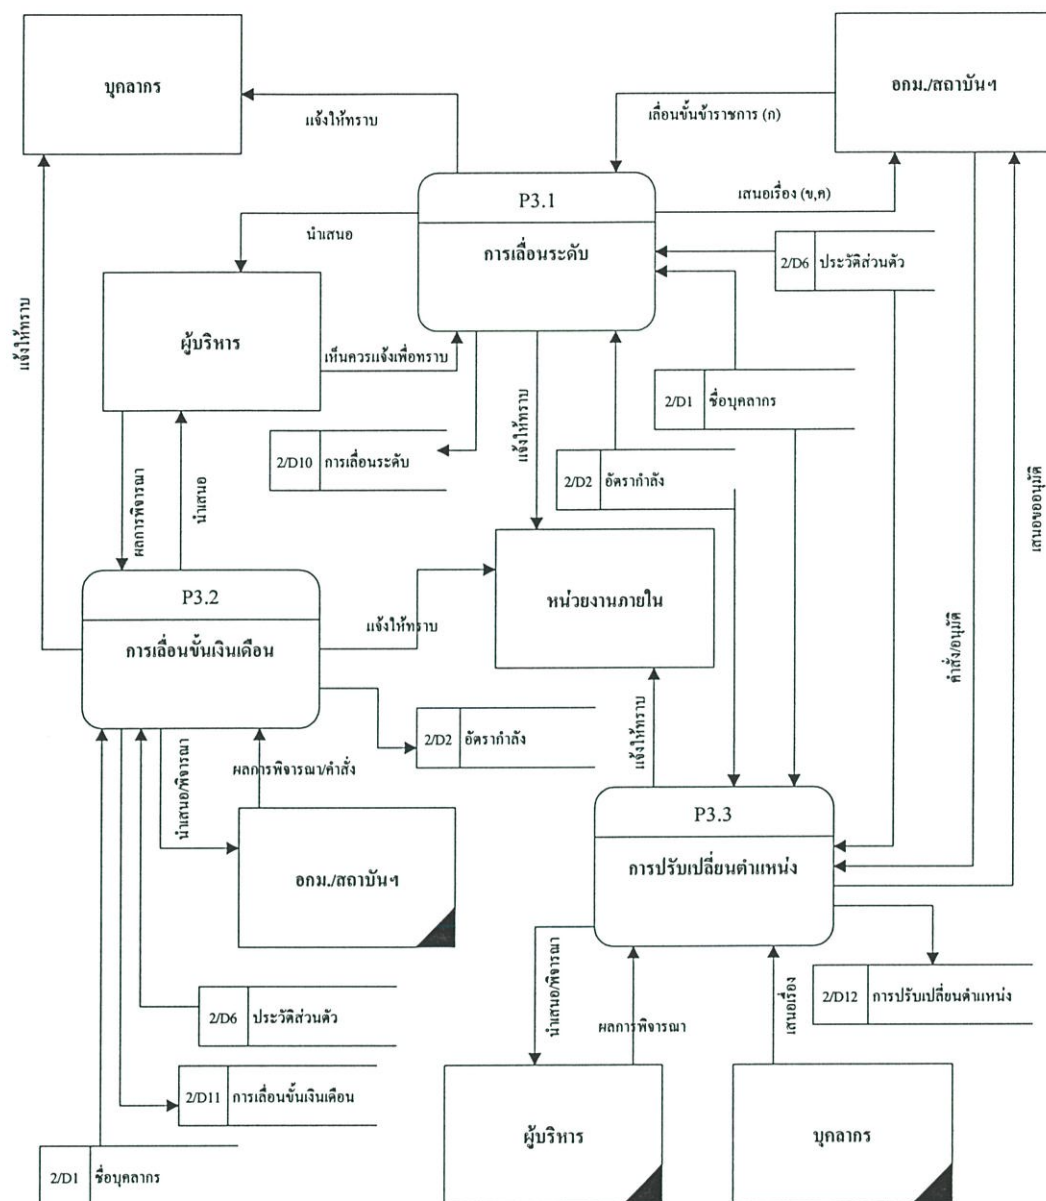 บุคลากร
อกม./สถาบันฯ
แจ้งให้ทราบ
เลื่อนขั้นข้าราชการ (ก)
P3.1
การเลื่อนระดับ
เสนอเรื่อง (ข,ค)
นำเสนอ
2/D6 ประวัติส่วนตัว
ผู้บริหาร
แจ้งให้ทราบ
เห็นควรแจ้งเพื่อทราบ
2/D1 ชื่อบุคลากร
แจ้งให้ทราบ
2/D10 การเลื่อนระดับ
2/D2 อัตรากำลัง
ผลการพิจารณา
นำเสนอ
เสนอขออนุมัติ
คำสั่ง/อนุมัติ
P3.2
การเลื่อนขั้นเงินเดือน
แจ้งให้ทราบ
หน่วยงานภายใน
2/D2 อัตรากำลัง
แจ้งให้ทราบ
นำเสนอ/พิจารณา
ผลการพิจารณา/คำสั่ง
P3.3
การปรับเปลี่ยนตำแหน่ง
อกม./สถาบันฯ
2/D6 ประวัติส่วนตัว
นำเสนอ/พิจารณา
ผลการพิจารณา
เสนอเรื่อง
2/D12 การปรับเปลี่ยนตำแหน่ง
2/D11 การเลื่อนขั้นเงินเดือน
ผู้บริหาร
บุคลากร
2/D1 ชื่อบุคลากร